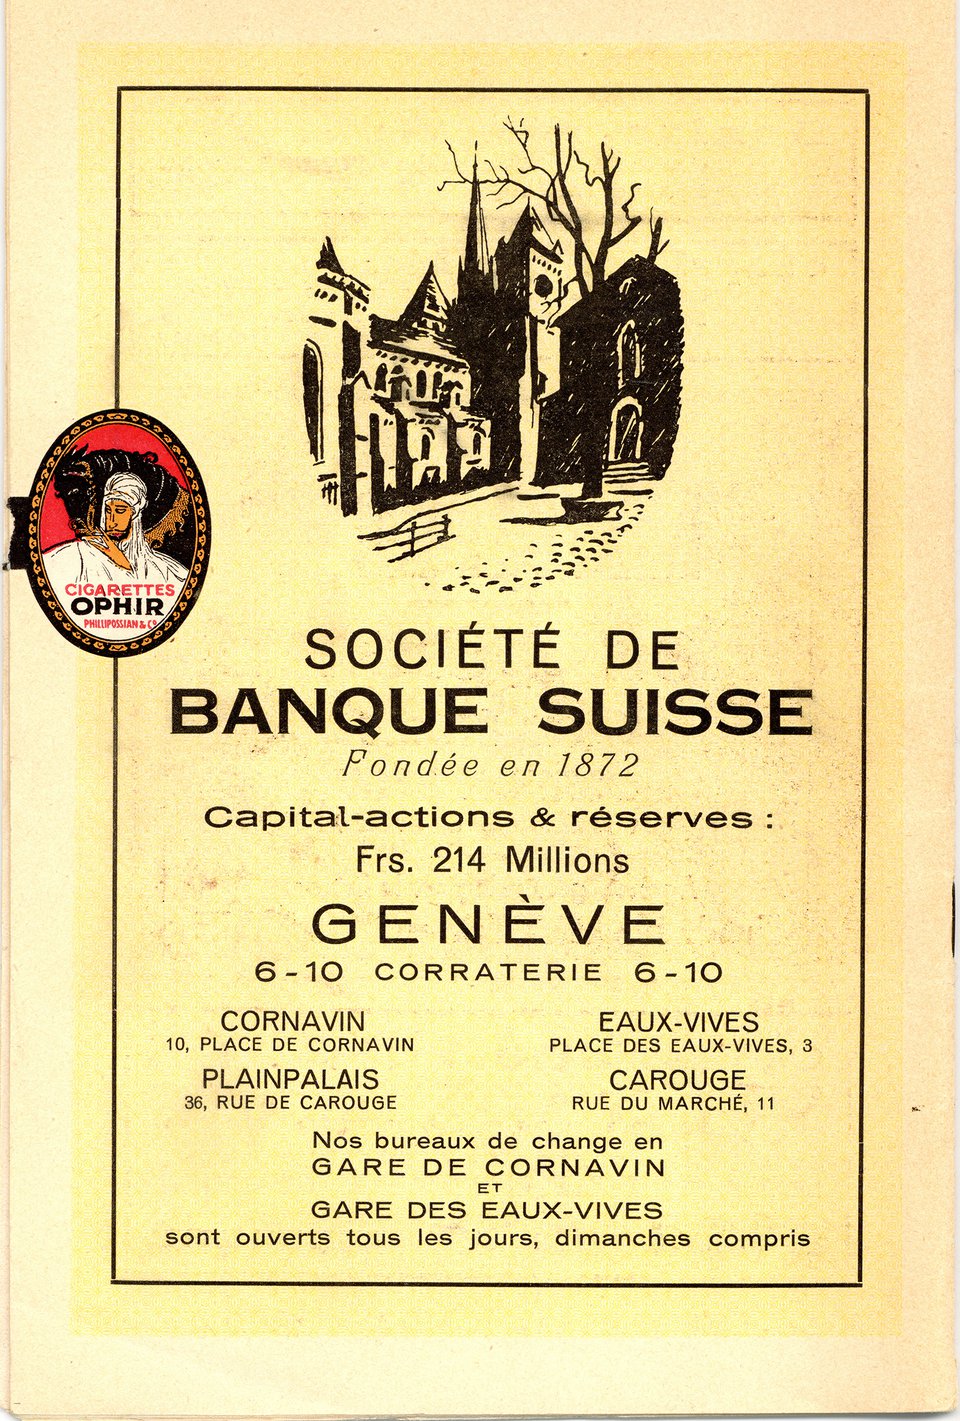 CIGARETTES
OPHIR
PHILLIPOSSIAN & Co
SOCIÉTÉ DE
BANQUE SUISSE
Fondée en 1872
Capital-actions & réserves :
Frs. 214 Millions
GENÈVE
6-10 CORRATERIE 6-10
CORNAVIN
10, PLACE DE CORNAVIN
EAUX-VIVES
PLACE DES EAUX-VIVES, 3
PLAINPALAIS
36, RUE DE CAROUGE
CAROUGE
RUE DU MARCHÉ, 11
Nos bureaux de change en
GARE DE CORNAVIN
ET
GARE DES EAUX-VIVES
sont ouverts tous les jours, dimanches compris